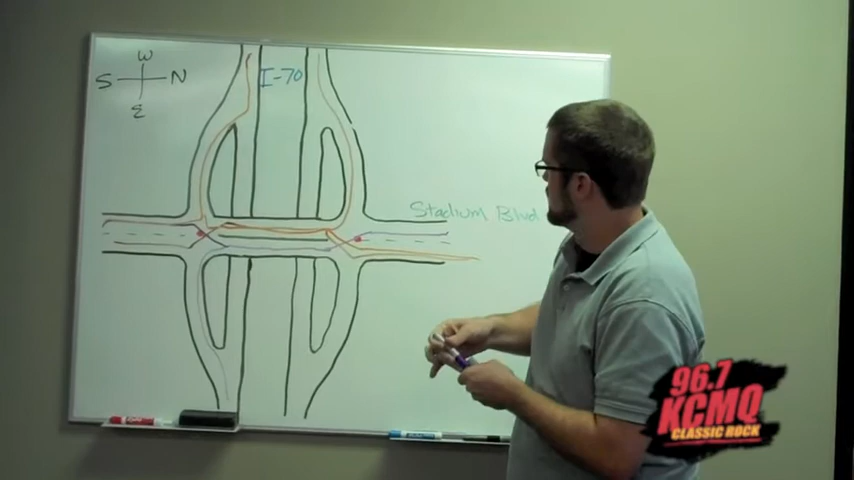 W
I-70
S N
E
Stadium Blvd
96.7
KCMQ
CLASSIC ROCK